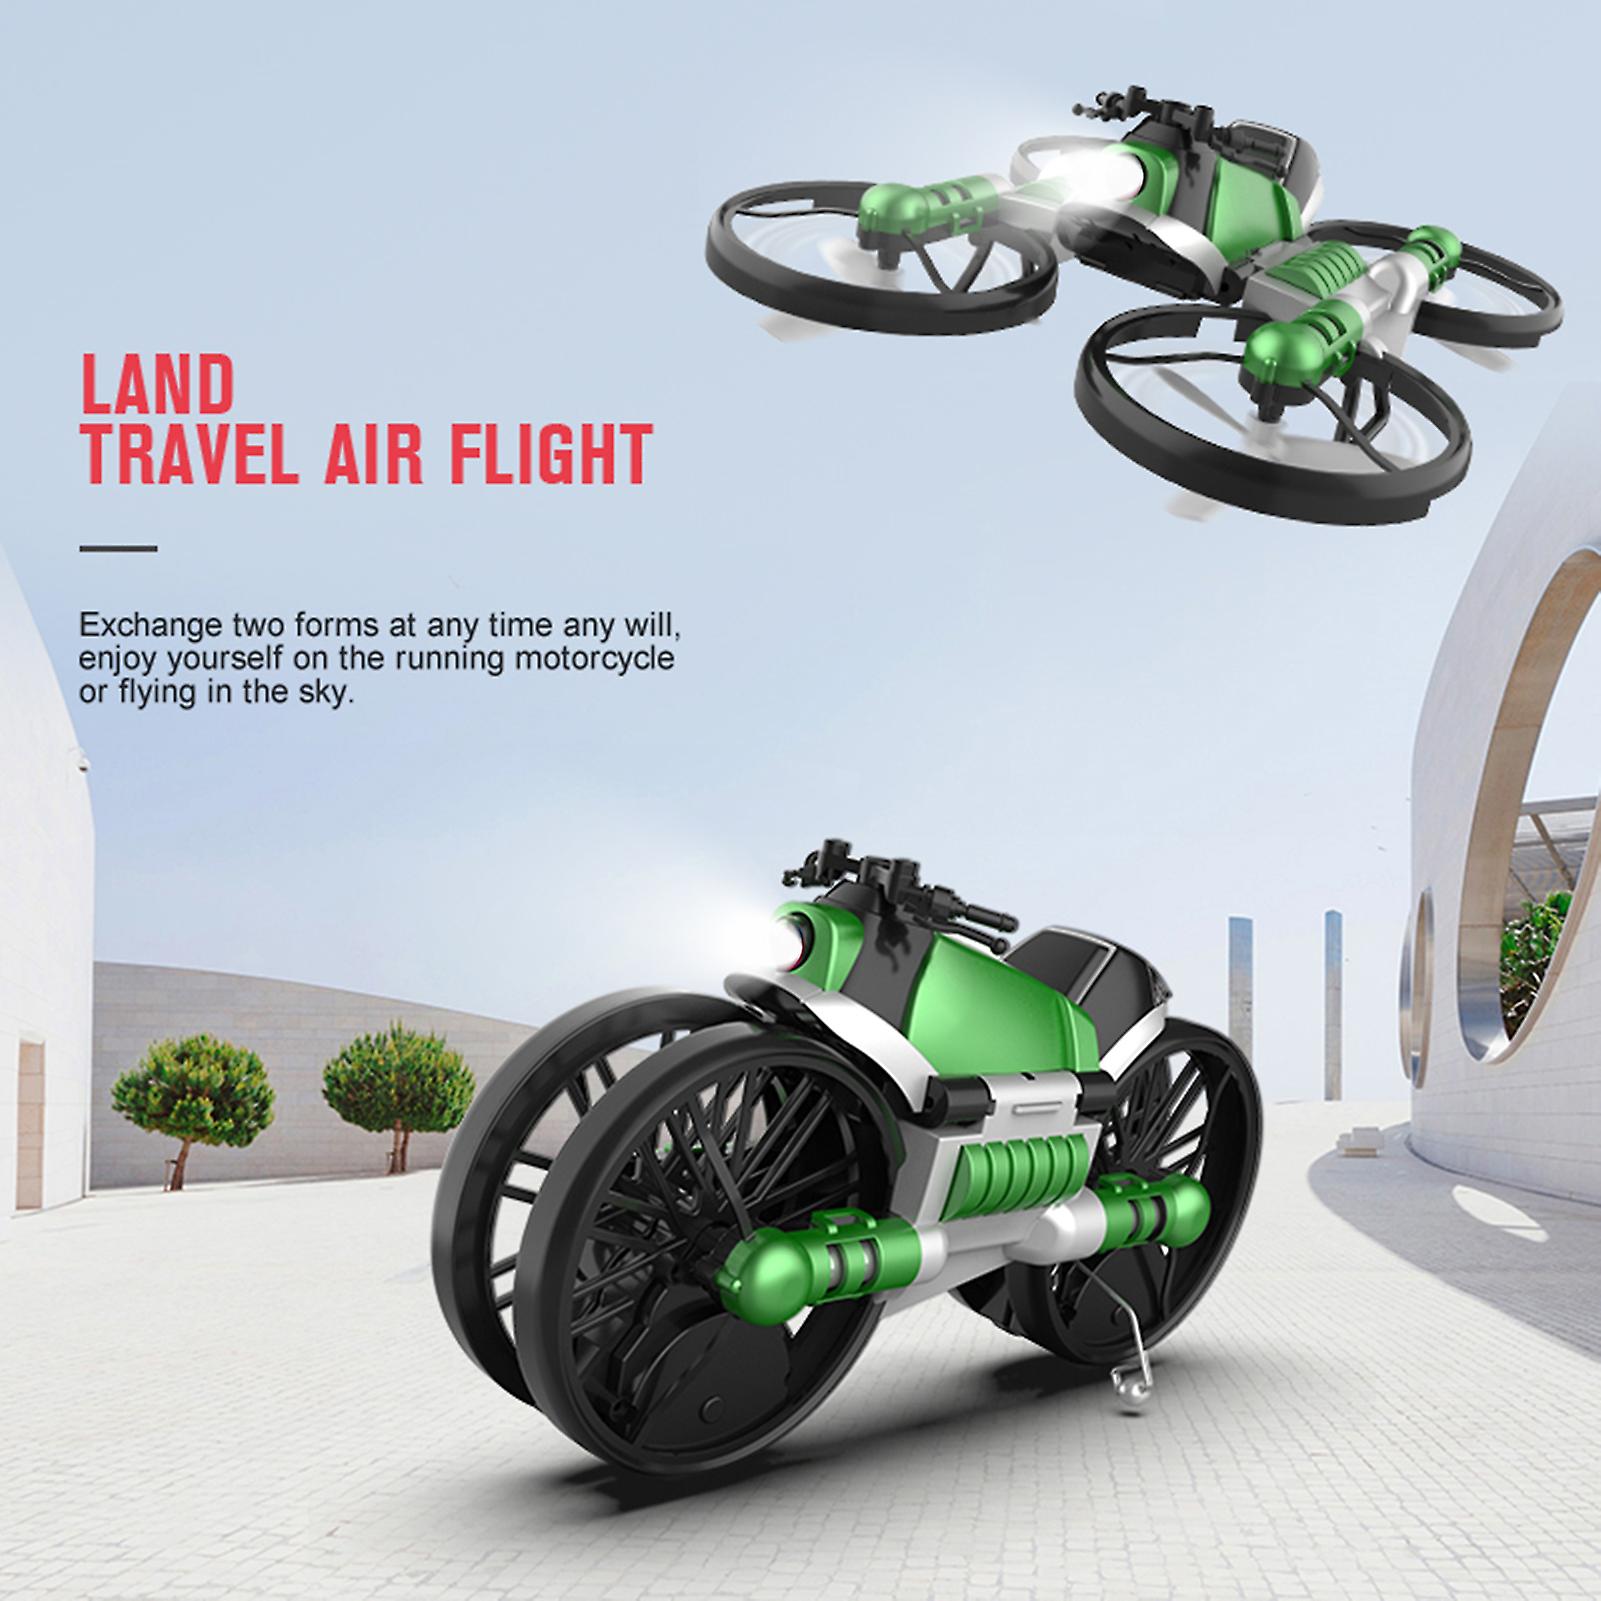 LAND
TRAVEL AIR FLIGHT
Exchange two forms at any time any will,
enjoy yourself on the running motorcycle
or flying in the sky.